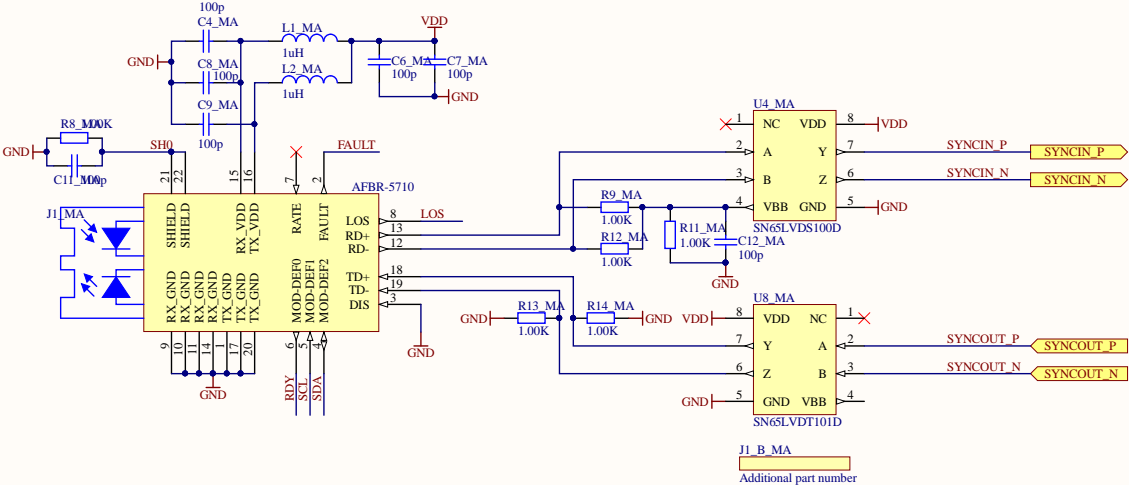 100p
C4_MA
L1_MA
1uH
VDD
GND
C8_MA
100p
L2_MA
1uH
C6_MA
100p
C7_MA
100p
GND
C9_MA
100p
R8_MA
100K
GND
C11_MA
100p
SH0
FAULT
21
22
15
16
7
2
AFBR-5710
J1_MA
SHIELD
SHIELD
RX_VDD
TX_VDD
RATE
FAULT
LOS
8
LOS
RD+
13
RD-
12
TD+
18
TD-
19
DIS
3
RX_GND
RX_GND
RX_GND
RX_GND
TX_GND
TX_GND
TX_GND
MOD-DEF0
MOD-DEF1
MOD-DEF2
9
10
11
14
1
17
20
6
5
4
GND
RDY
SCL
SDA
GND
U4_MA
1
NC
VDD
8
VDD
2
A
Y
7
SYNCIN_P
SYNCIN_P
3
B
Z
6
SYNCIN_N
SYNCIN_N
4
VBB
GND
5
GND
SN65LVDS100D
R9_MA
1.00K
R12_MA
1.00K
R11_MA
1.00K
C12_MA
100p
GND
GND
R13_MA
1.00K
R14_MA
1.00K
GND
U8_MA
VDD
8
VDD
NC
1
7
Y
A
2
SYNCOUT_P
SYNCOUT_P
6
Z
B
3
SYNCOUT_N
SYNCOUT_N
GND
5
GND
VBB
4
SN65LVDT101D
J1_B_MA
Additional part number